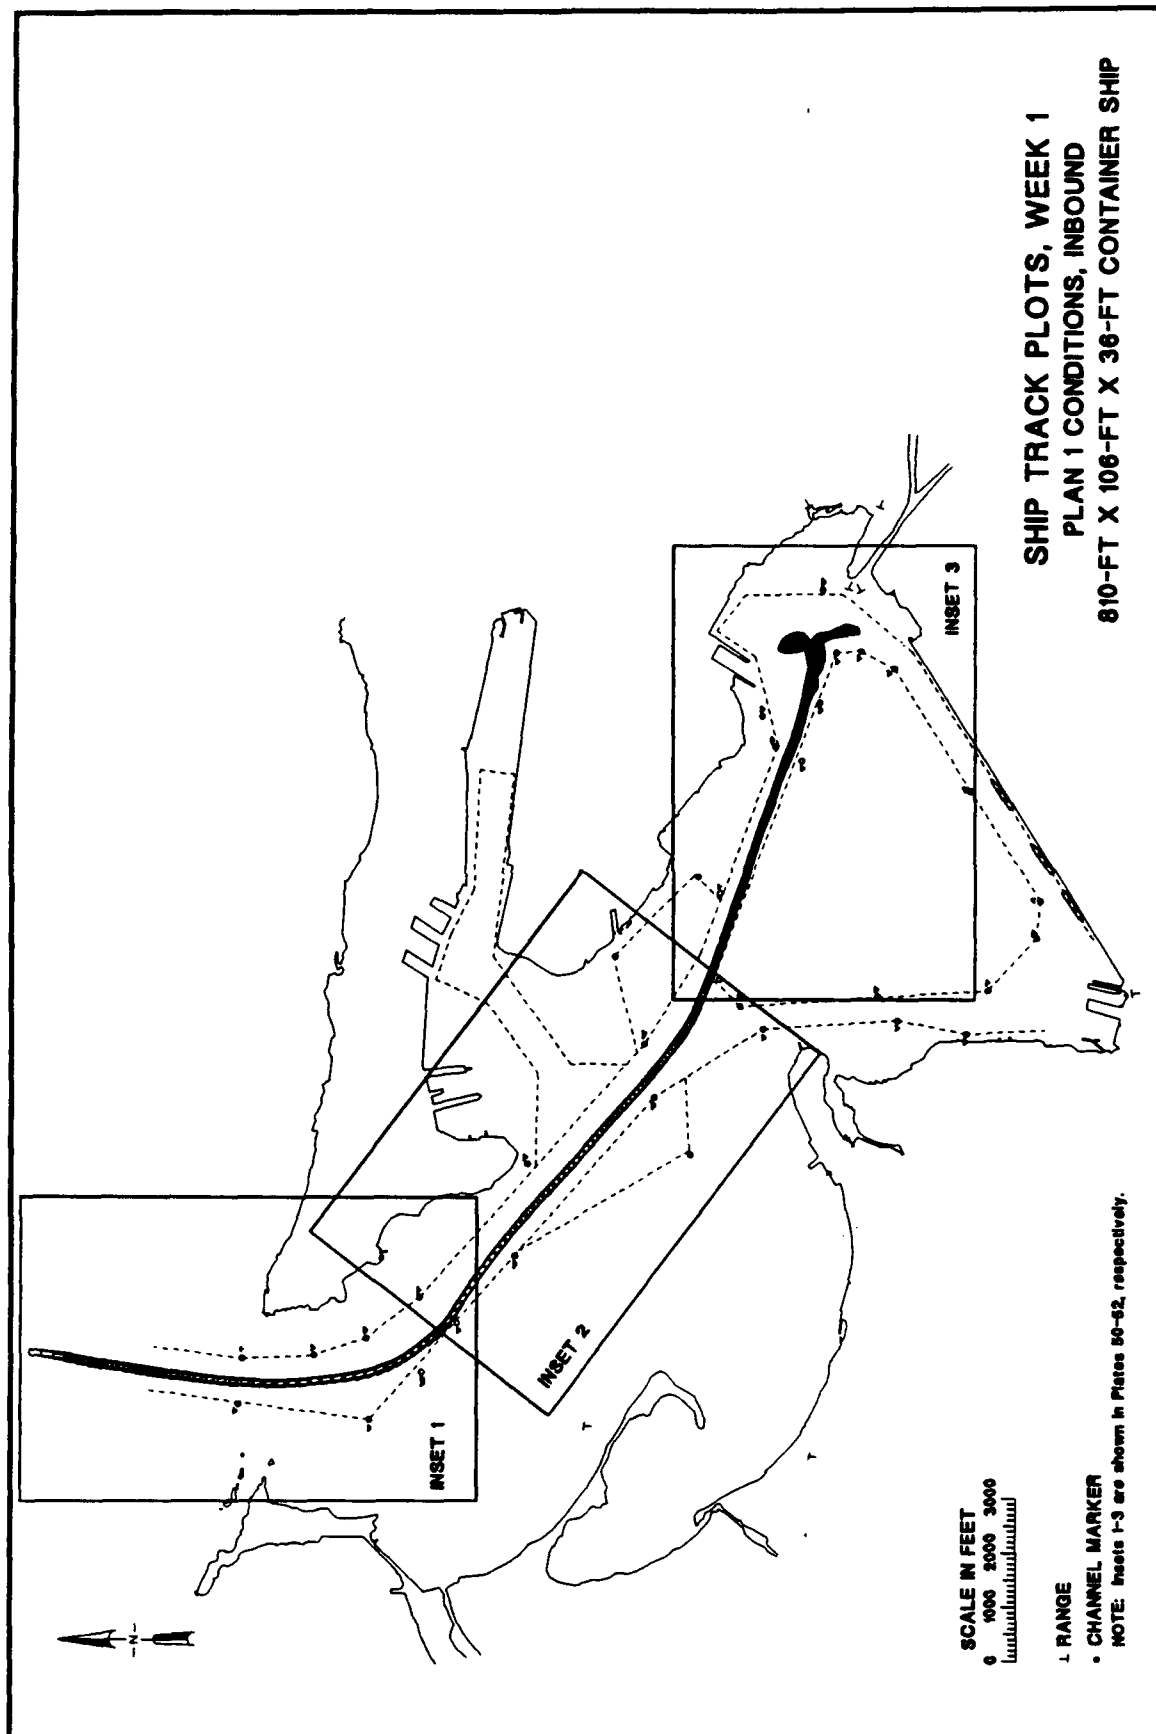 SHIP TRACK PLOTS, WEEK 1
PLAN 1 CONDITIONS, INBOUND
810-FT X 106-FT X 36-FT CONTAINER SHIP
INSET 1
INSET 2
INSET 3
-N-
SCALE IN FEET
0 1000 2000 3000
⊥ RANGE
• CHANNEL MARKER
NOTE: Insets 1-3 are shown in Plates 50-52, respectively.